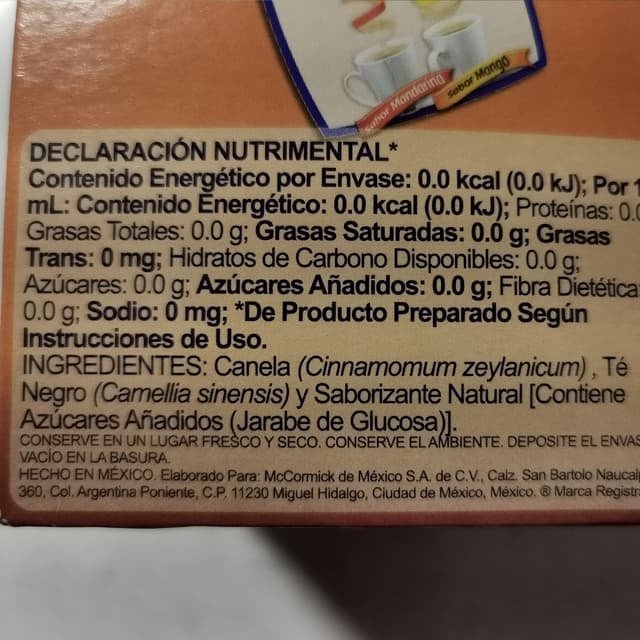 sabor Mandarina
sabor Mango
DECLARACIÓN NUTRIMENTAL*
Contenido Energético por Envase: 0.0 kcal (0.0 kJ); Por
mL: Contenido Energético: 0.0 kcal (0.0 kJ); Proteínas:
Grasas Totales: 0.0 g; Grasas Saturadas: 0.0 g; Grasas
Trans: 0 mg; Hidratos de Carbono Disponibles: 0.0 g;
Azúcares: 0.0 g; Azúcares Añadidos: 0.0 g; Fibra Dietética:
0.0 g; Sodio: 0 mg; *De Producto Preparado Según
Instrucciones de Uso.
INGREDIENTES: Canela (Cinnamomum zeylanicum) , Té
Negro (Camellia sinensis) y Saborizante Natural [Contiene
Azúcares Añadidos (Jarabe de Glucosa)].
CONSERVE EN UN LUGAR FRESCO Y SECO. CONSERVE EL AMBIENTE. DEPOSITE EL
VACÍO EN LA BASURA.
HECHO EN MÉXICO. Elaborado Para: McCormick de México S.A. de C.V., Calz. San Bartolo
360, Col. Argentina Poniente, C.P. 11230 Miguel Hidalgo, Ciudad de México, México. ® Marca